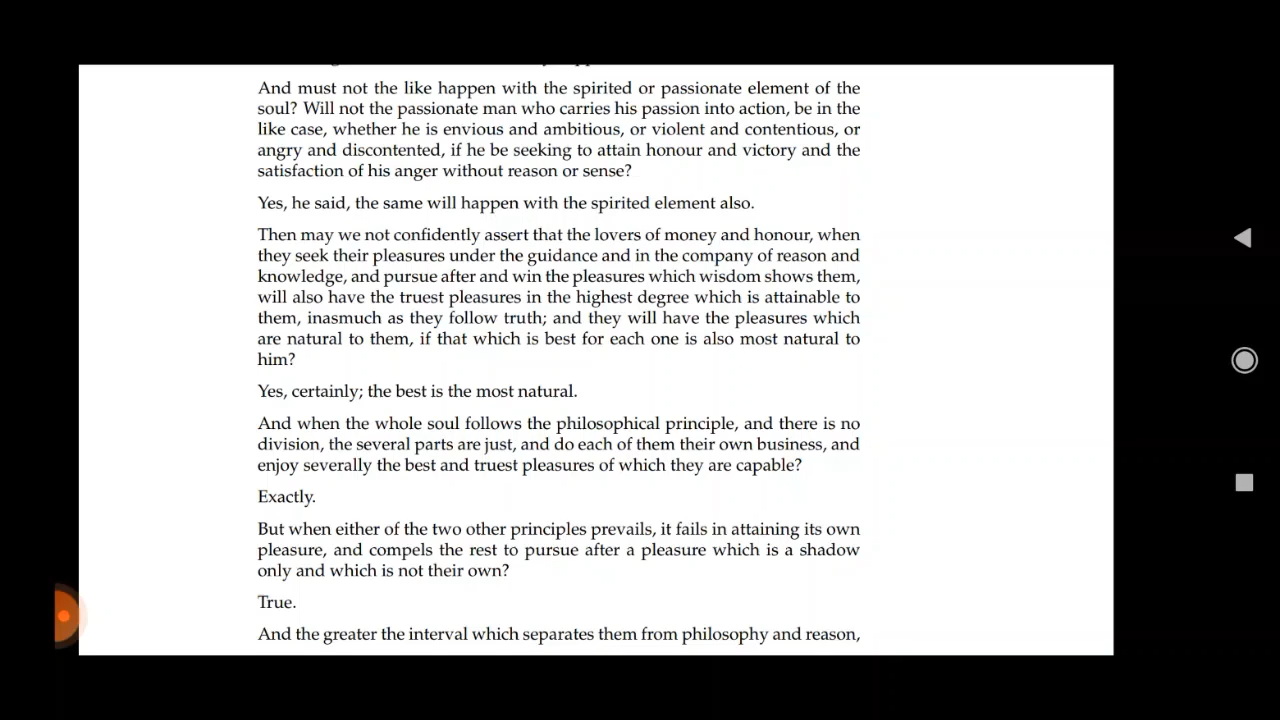 And must not the like happen with the spirited or passionate element of the
soul? Will not the passionate man who carries his passion into action, be in the
like case, whether he is envious and ambitious, or violent and contentious, or
angry and discontented, if he be seeking to attain honour and victory and the
satisfaction of his anger without reason or sense?
Yes, he said, the same will happen with the spirited element also.
Then may we not confidently assert that the lovers of money and honour, when
they seek their pleasures under the guidance and in the company of reason and
knowledge, and pursue after and win the pleasures which wisdom shows them,
will also have the truest pleasures in the highest degree which is attainable to
them, inasmuch as they follow truth; and they will have the pleasures which
are natural to them, if that which is best for each one is also most natural to
him?
Yes, certainly; the best is the most natural.
And when the whole soul follows the philosophical principle, and there is no
division, the several parts are just, and do each of them their own business, and
enjoy severally the best and truest pleasures of which they are capable?
Exactly.
But when either of the two other principles prevails, it fails in attaining its own
pleasure, and compels the rest to pursue after a pleasure which is a shadow
only and which is not their own?
True.
And the greater the interval which separates them from philosophy and reason,